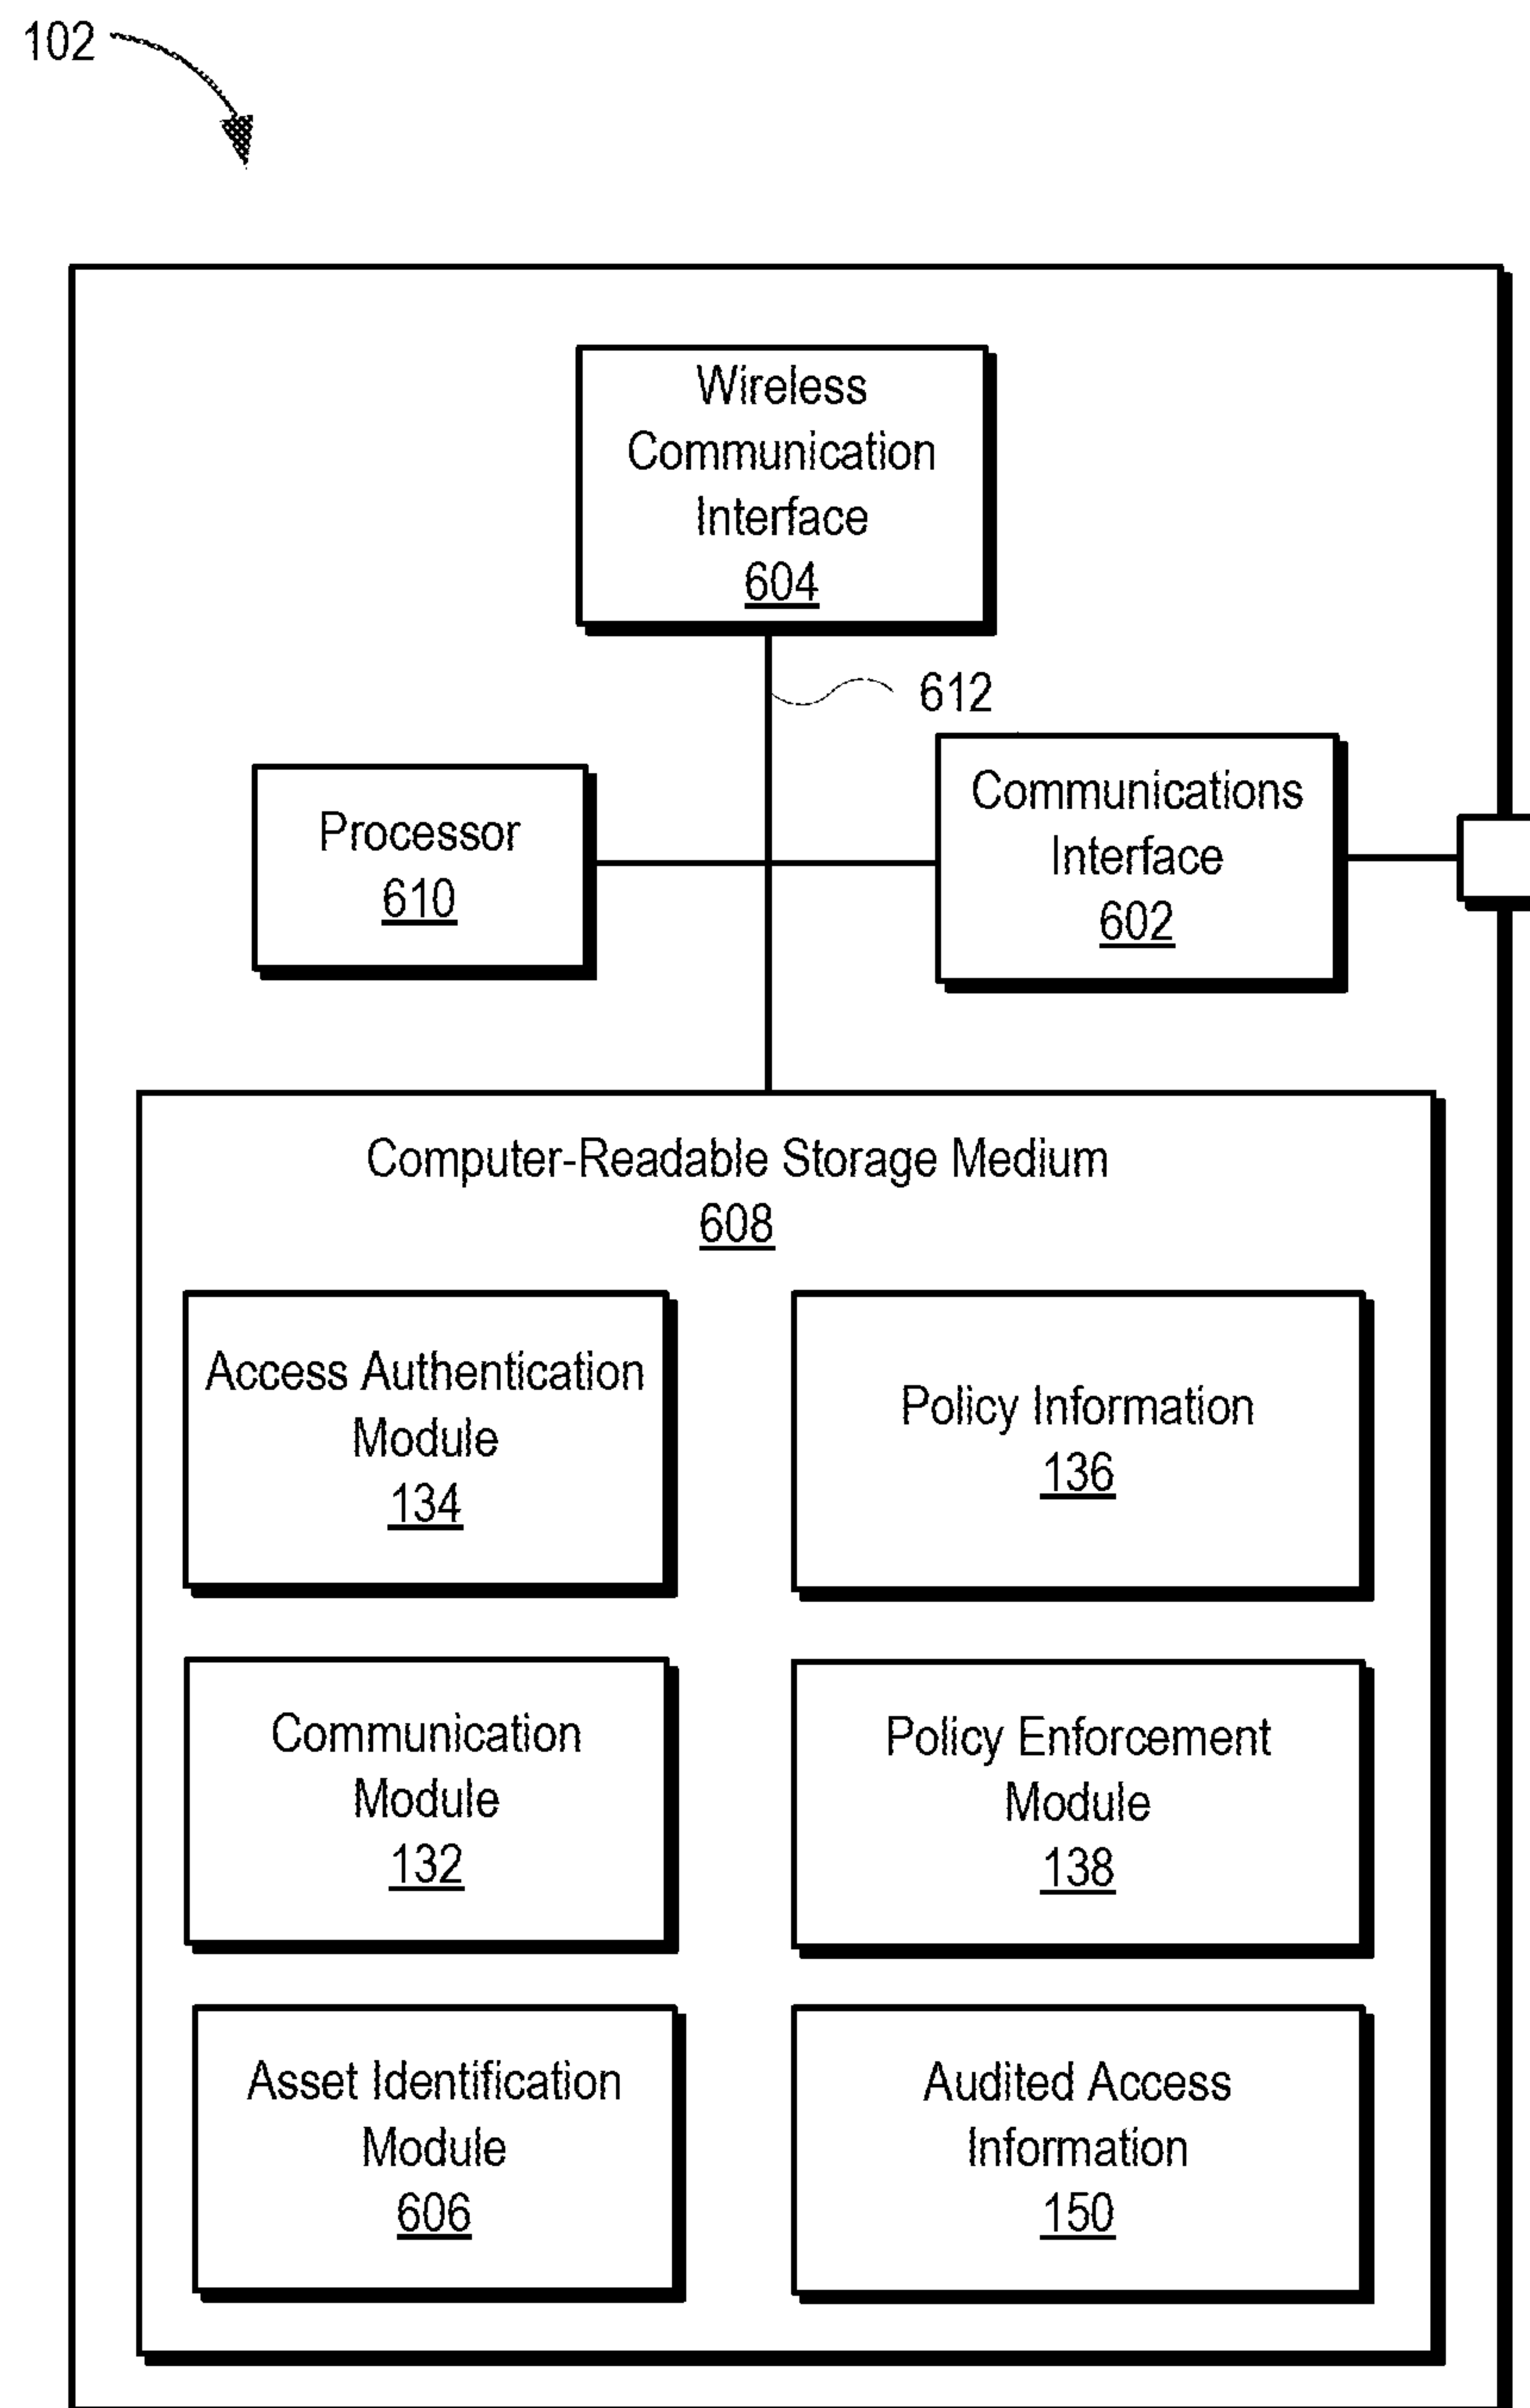 102
Wireless
Communication
Interface
604
612
Processor
610
Communications
Interface
602
Computer-Readable Storage Medium
608
Access Authentication
Module
134
Policy Information
136
Communication
Module
132
Policy Enforcement
Module
138
Asset Identification
Module
606
Audited Access
Information
150